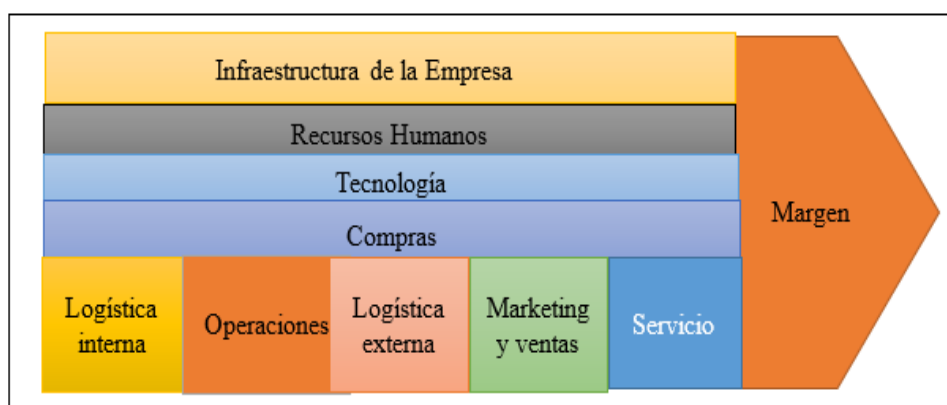 Infraestructura de la Empresa
Recursos Humanos
Tecnología
Compras
Margen
Logística
interna
Operaciones
Logística
externa
Marketing
y ventas
Servicio